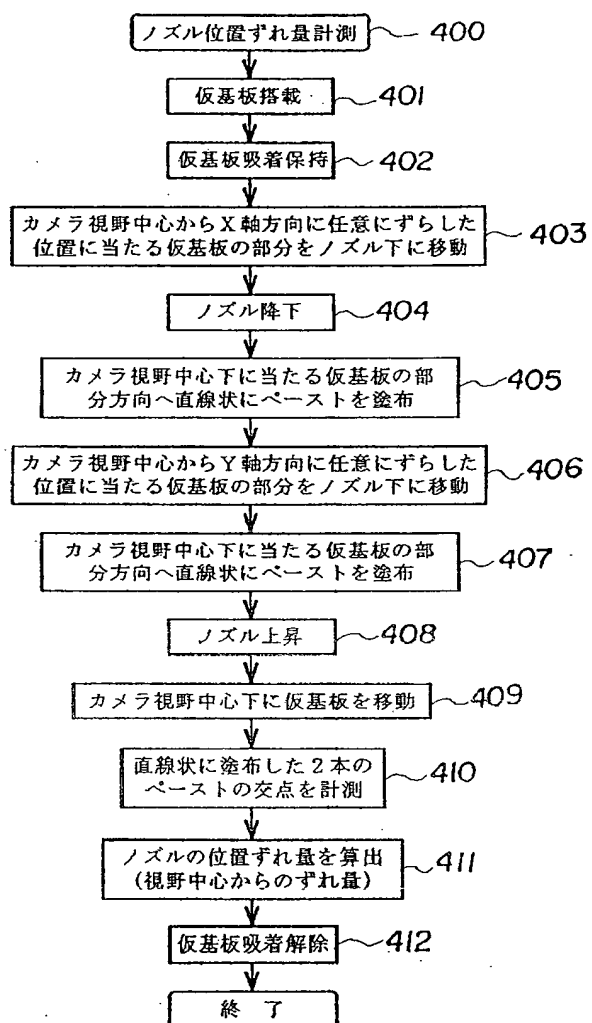 ノズル位置ずれ量計測
400
仮基板搭載
401
仮基板吸着保持
402
カメラ視野中心からX軸方向に任意にずらした
位置に当たる仮基板の部分をノズル下に移動
403
ノズル降下
404
カメラ視野中心下に当たる仮基板の部
分方向へ直線状にペーストを塗布
405
カメラ視野中心からY軸方向に任意にずらした
位置に当たる仮基板の部分をノズル下に移動
406
カメラ視野中心下に当たる仮基板の部
分方向へ直線状にペーストを塗布
407
ノズル上昇
408
カメラ視野中心下に仮基板を移動
409
直線状に塗布した2本の
ペーストの交点を計測
410
ノズルの位置ずれ量を算出
(視野中心からのずれ量)
411
仮基板吸着解除
412
終 了